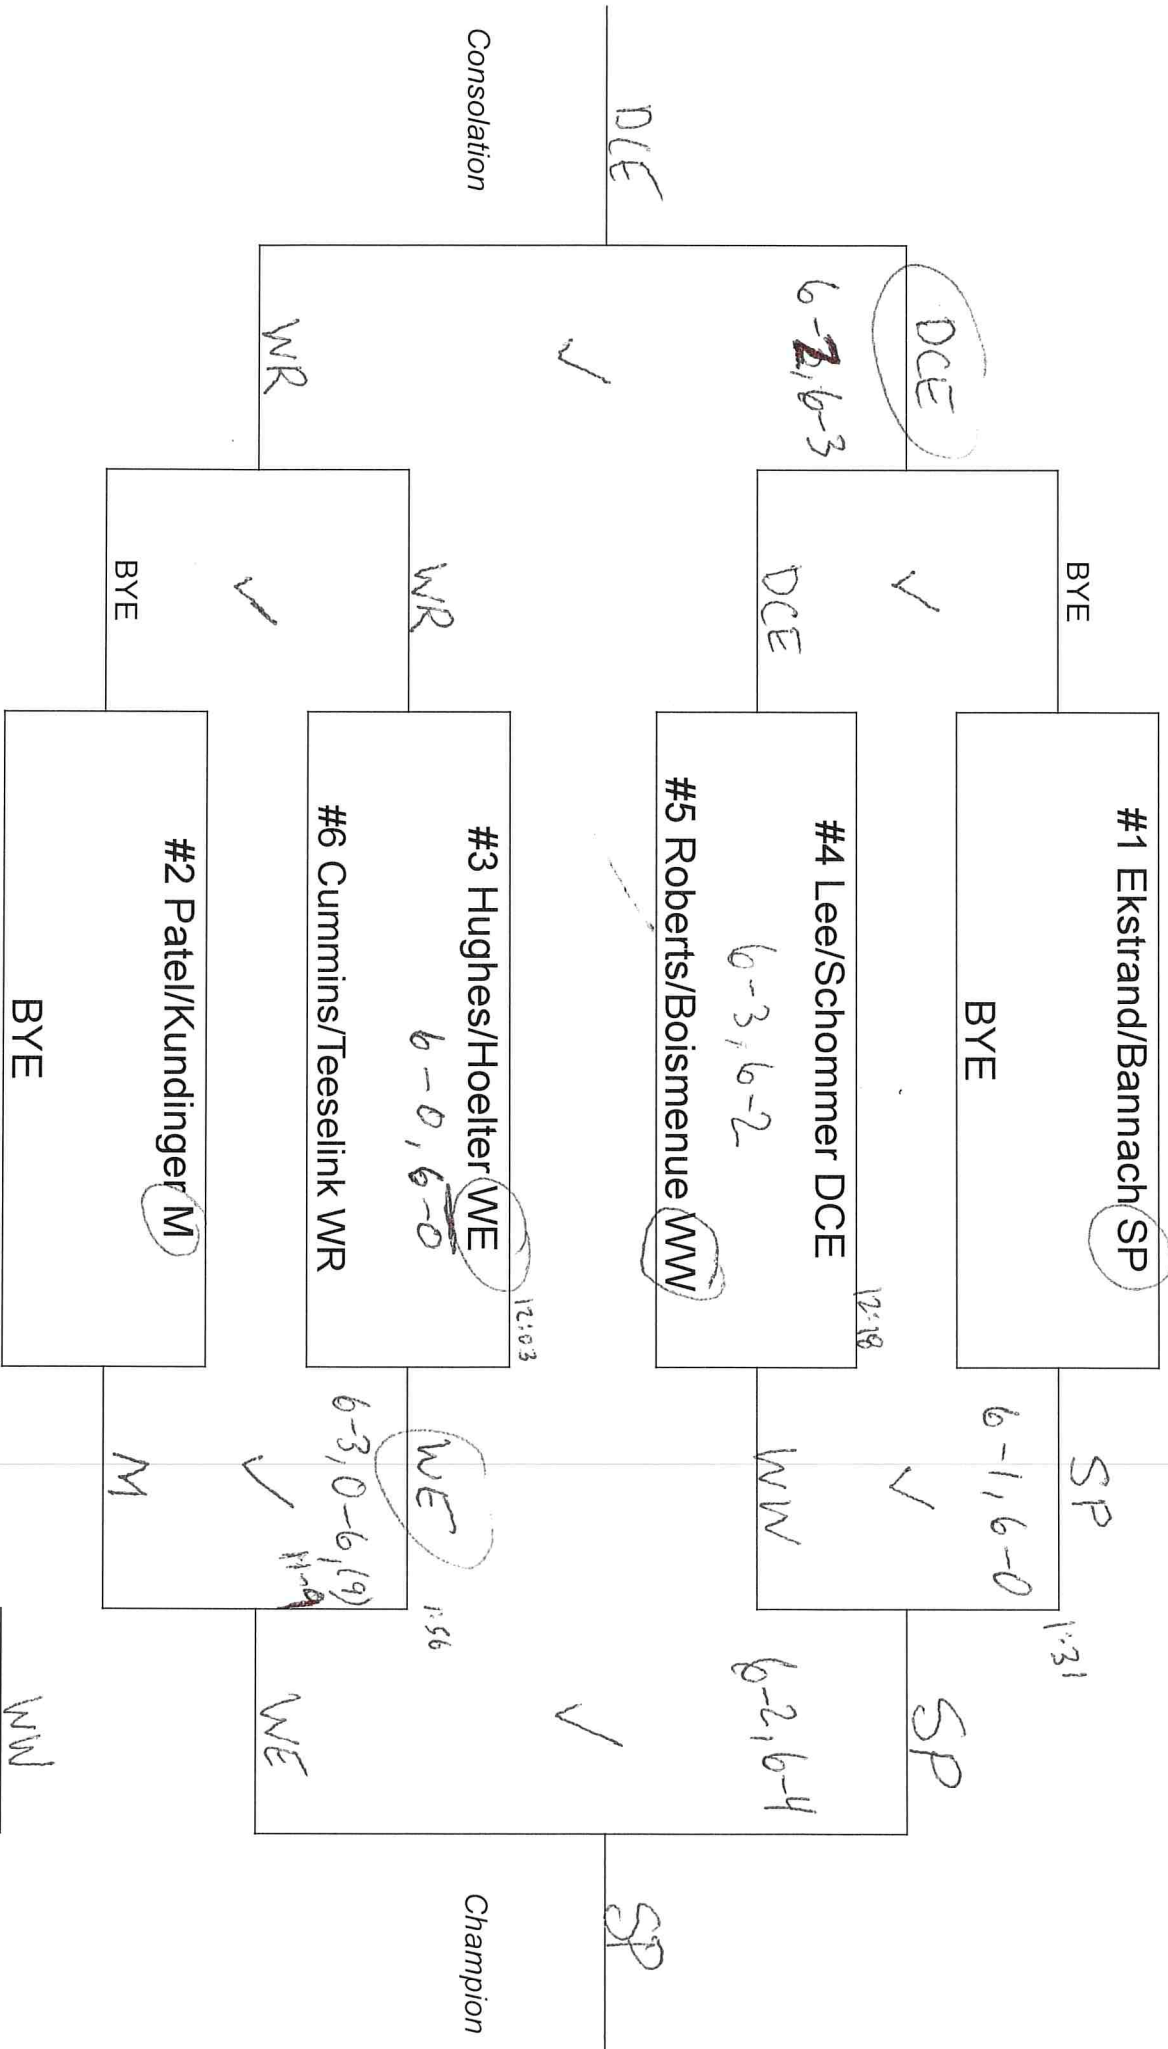 BYE
#1 Ekstrand/Bannach SP
BYE
SP
6-1, 6-0
1:31
DCE
6-2, 6-3
DCE
#4 Lee/Schommer DCE
12:18
6-3, 6-2
#5 Roberts/Boismenue WW
WW
SP
6-2, 6-4
DCE
Consolation
SP
Champion
WR
#3 Hughes/Hoelter WE
12:03
6-0, 6-0
#6 Cummins/Teeselink WR
WE
1:56
6-3, 0-6, (9)
WR
WE
BYE
#2 Patel/Kundinger M
BYE
M
WW